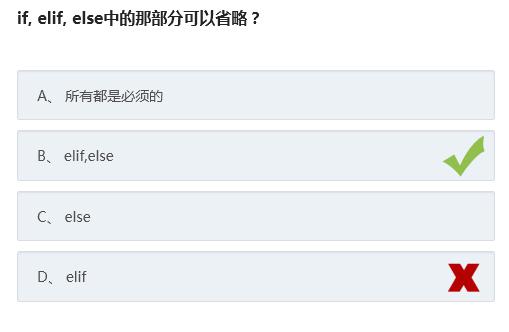 if, elif, else中的那部分可以省略？
A、 所有都是必须的
B、 elif,else
C、 else
D、 elif